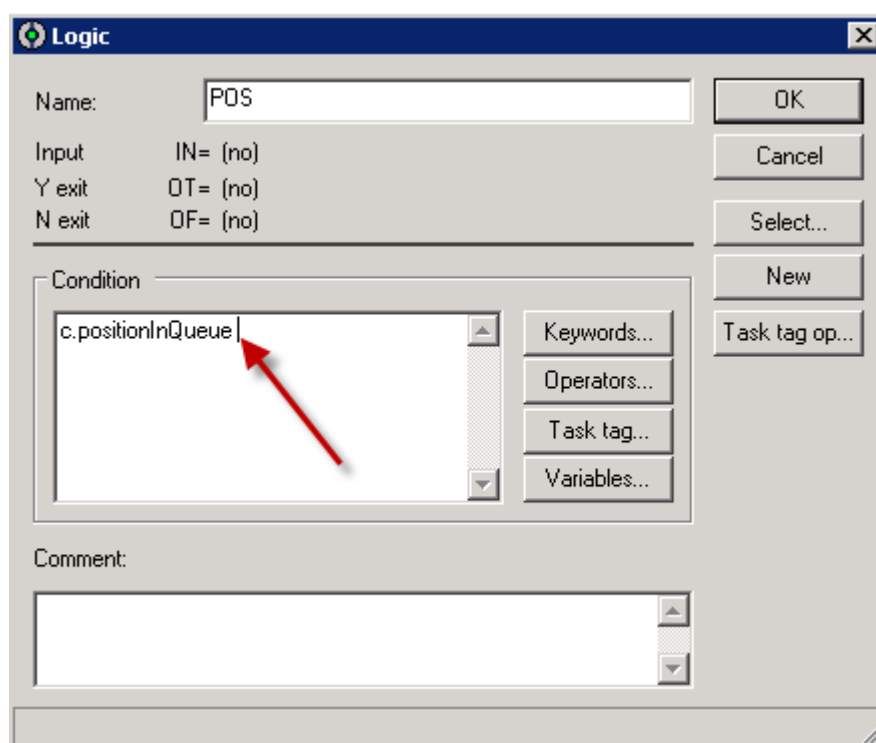 Logic
Name: POS
OK
Input IN= (no)
Cancel
Y exit OT= (no)
N exit OF= (no)
Select...
Condition
New
c.positionInQueue
Keywords...
Task tag op...
Operators...
Task tag...
Variables...
Comment: